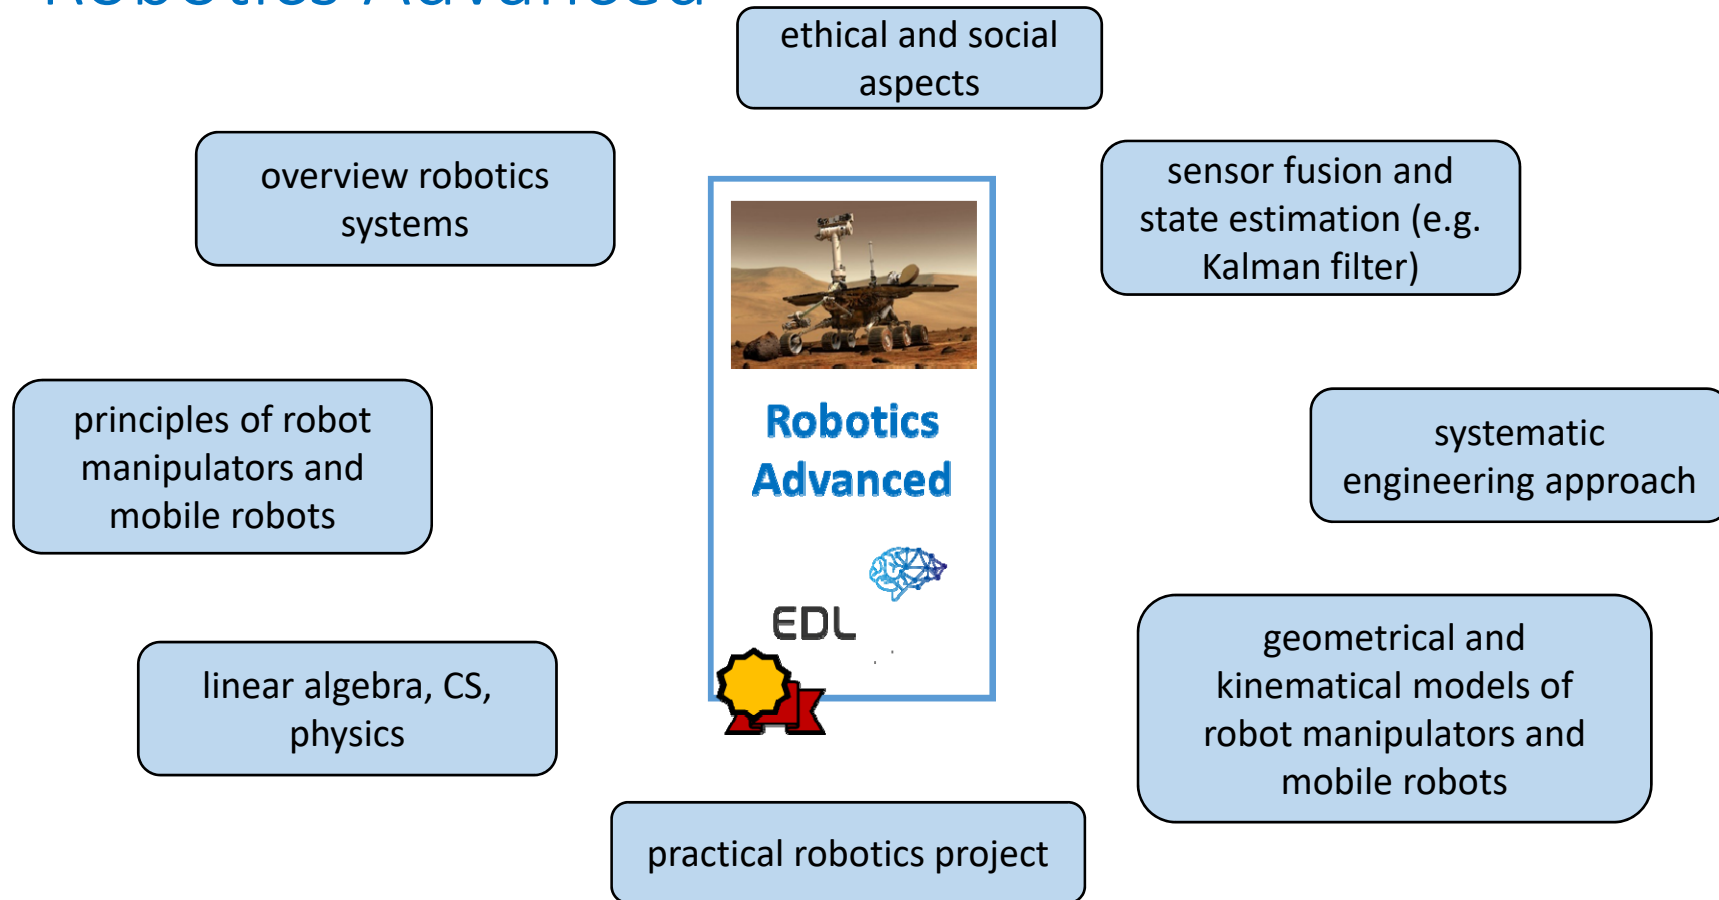 Robotics Advanced
ethical and social
aspects
overview robotics
systems
sensor fusion and
state estimation (e.g.
Kalman filter)
principles of robot
manipulators and
mobile robots
Robotics
Advanced
systematic
engineering approach
EDL
linear algebra, CS,
physics
geometrical and
kinematical models of
robot manipulators and
mobile robots
practical robotics project